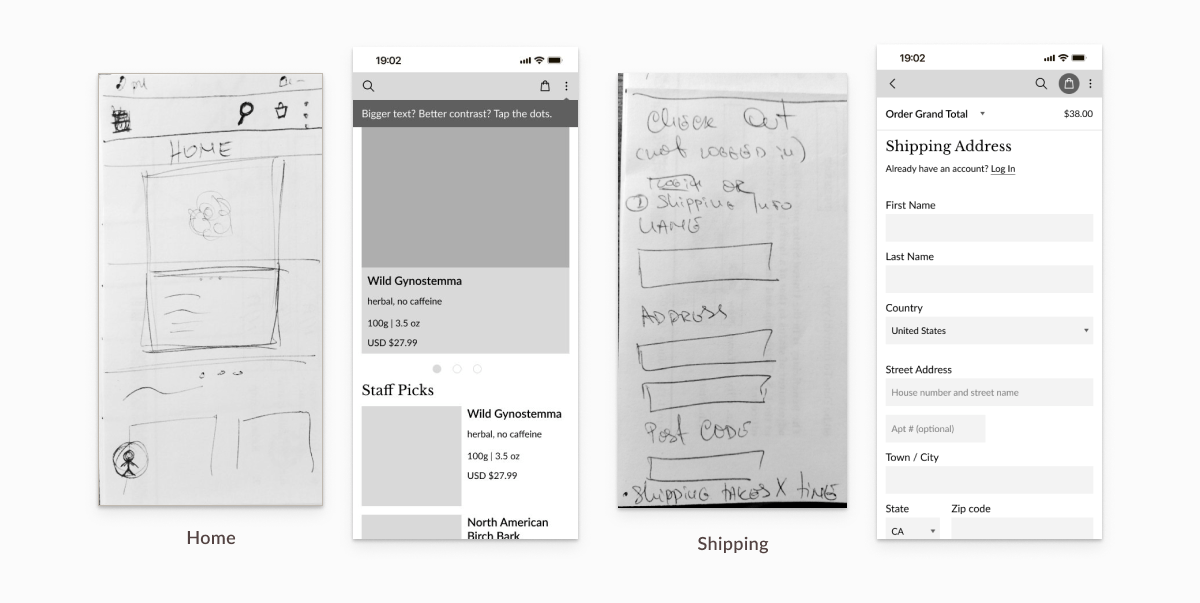 HOME
Home
19:02
Bigger text? Better contrast? Tap the dots.
Wild Gynostemma
herbal, no caffeine
100g | 3.5 oz
USD $27.99
Staff Picks
Wild Gynostemma
herbal, no caffeine
100g | 3.5 oz
USD $27.99
North American
Birch Bark
CHECK OUT
(not LOGGED in)
Login OR
1 Shipping Info
NAME
ADDRESS
Post CODE
• Shipping TAKES X TIME
Shipping
19:02
Order Grand Total
$38.00
Shipping Address
Already have an account? Log In
First Name
Last Name
Country
United States
Street Address
House number and street name
Apt # (optional)
Town / City
State
Zip code
CA